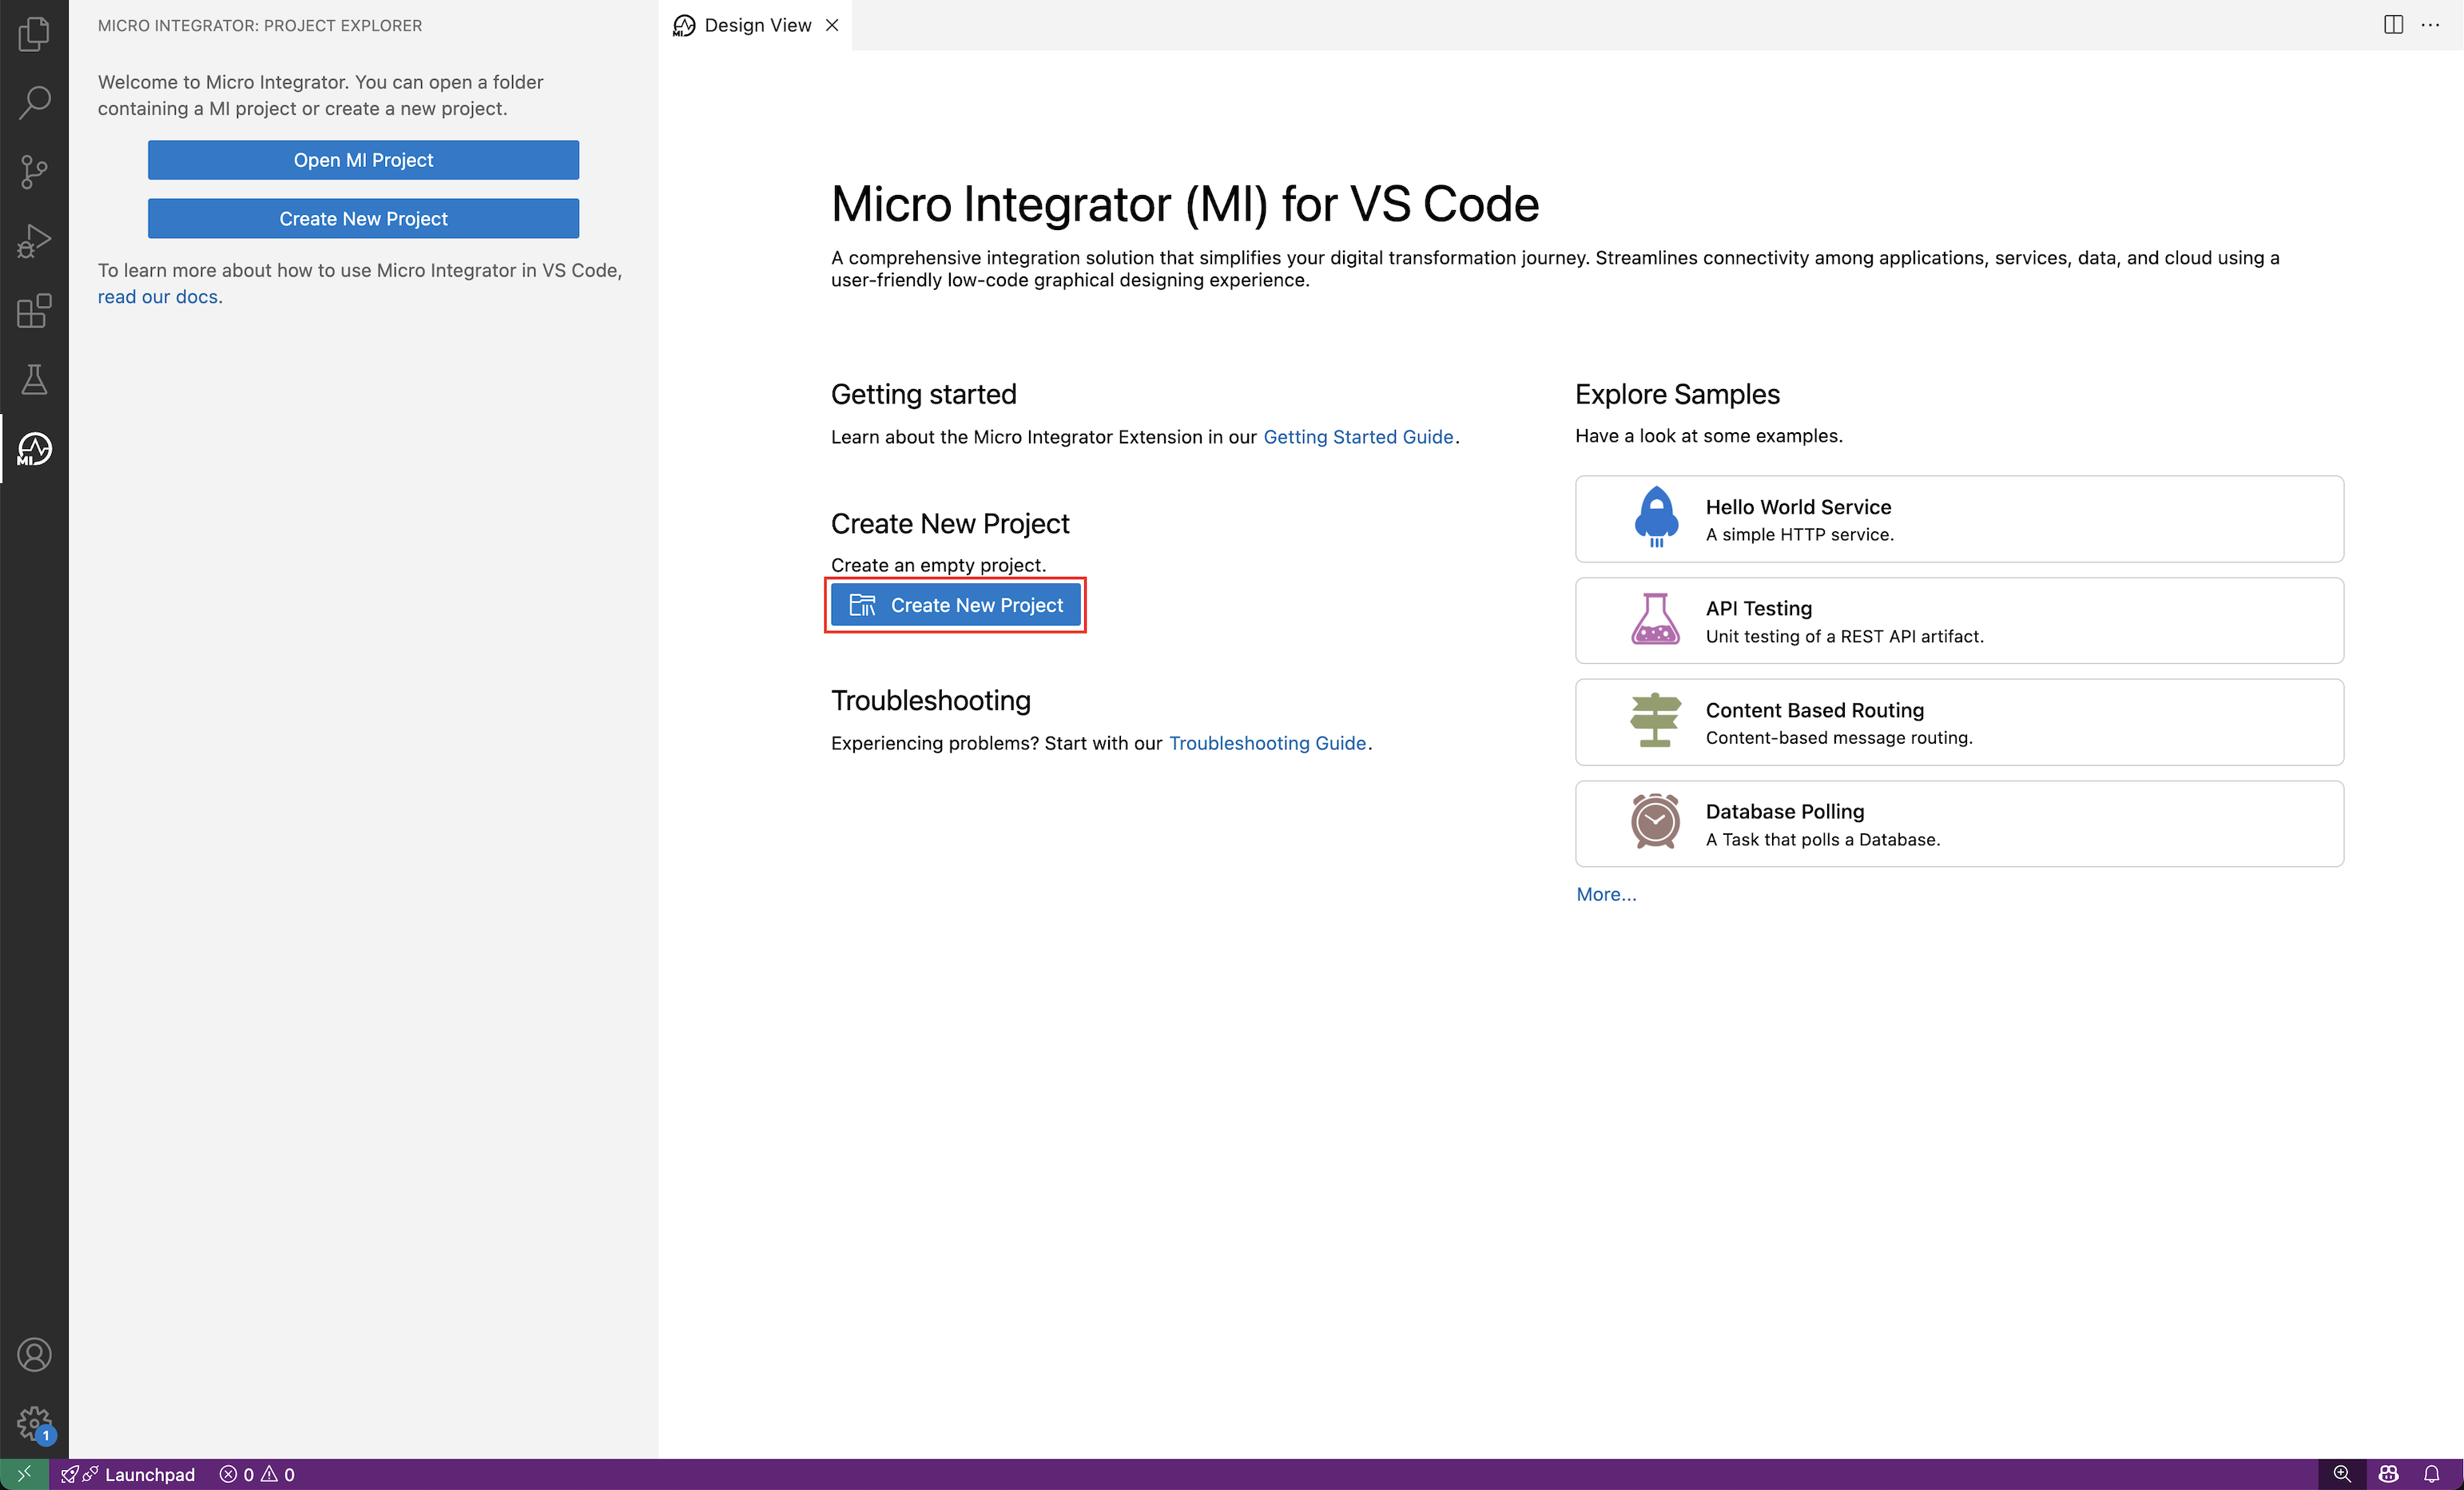 MICRO INTEGRATOR: PROJECT EXPLORER
Welcome to Micro Integrator. You can open a folder
containing a MI project or create a new project.
Open MI Project
Create New Project
To learn more about how to use Micro Integrator in VS Code,
read our docs.
MI
MI
Design View
Micro Integrator (MI) for VS Code
A comprehensive integration solution that simplifies your digital transformation journey. Streamlines connectivity among applications, services, data, and cloud using a
user-friendly low-code graphical designing experience.
Getting started
Learn about the Micro Integrator Extension in our Getting Started Guide.
Create New Project
Create an empty project.
Create New Project
Troubleshooting
Experiencing problems? Start with our Troubleshooting Guide.
Explore Samples
Have a look at some examples.
Hello World Service
A simple HTTP service.
API Testing
Unit testing of a REST API artifact.
Content Based Routing
Content-based message routing.
Database Polling
A Task that polls a Database.
More...
1
Launchpad
0
0